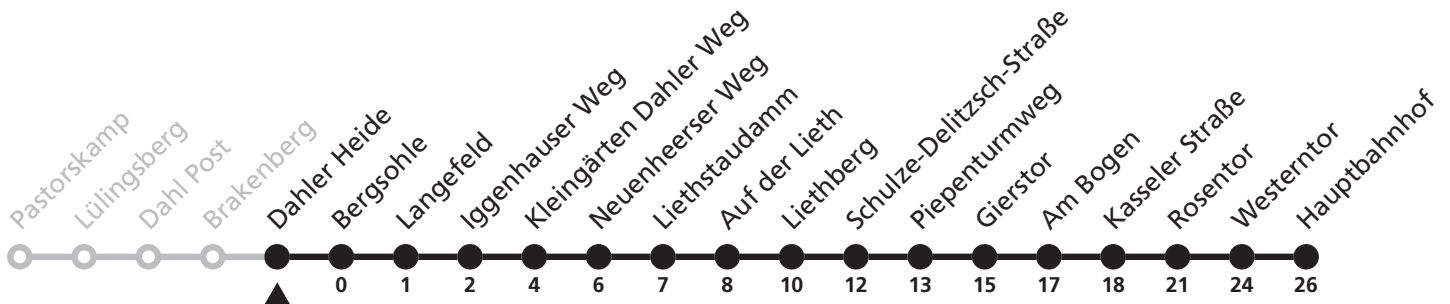 Pastorskamp
Lülingsberg
Dahl Post
Brakenberg
Dahler Heide
Bergsohle
Langefeld
Iggenhauser Weg
Kleingärten Dahler Weg
Neuenheerser Weg
Liethstaudamm
Auf der Lieth
Liethberg
Schulze-Delitzsch-Straße
Piepenturmweg
Gierstor
Am Bogen
Kasseler Straße
Rosentor
Westerntor
Hauptbahnhof
0 1 2 4 6 7 8 10 12 13 15 17 18 21 24 26